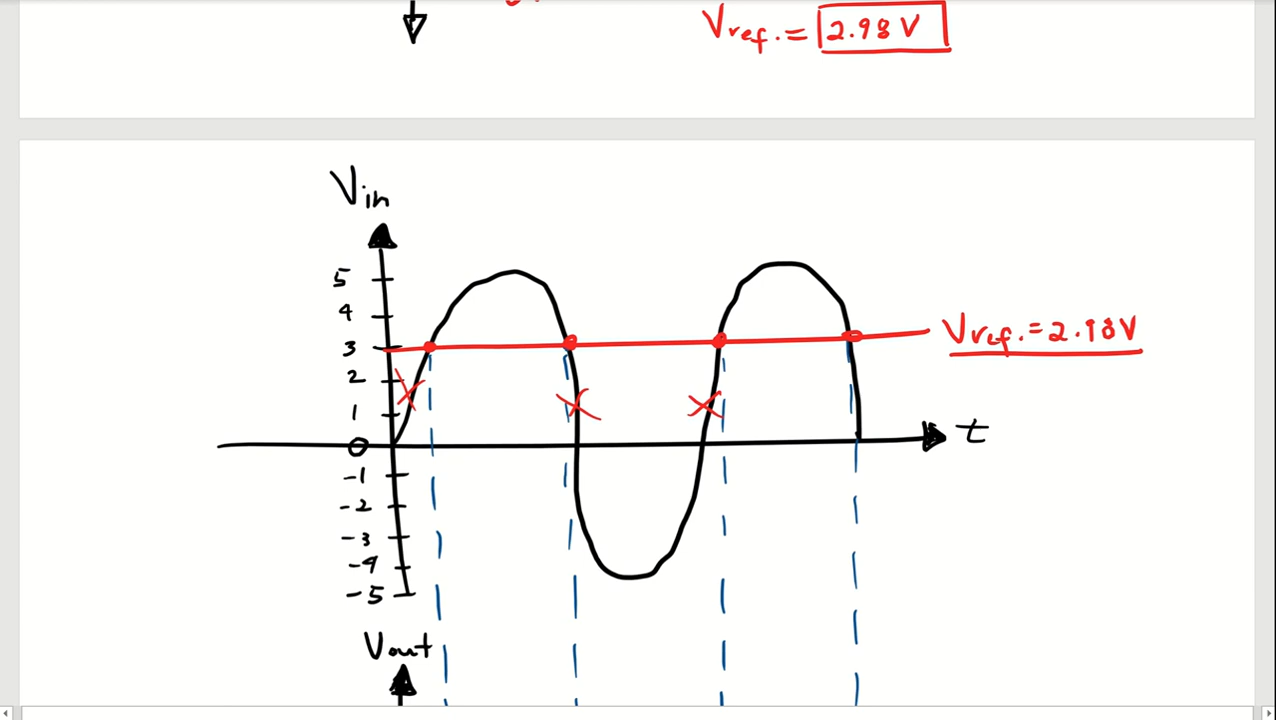 Vref. = 2.98 V
Vin
5
4
3
Vref. = 2.98V
2
1
0
t
-1
-2
-3
-4
-5
Vout